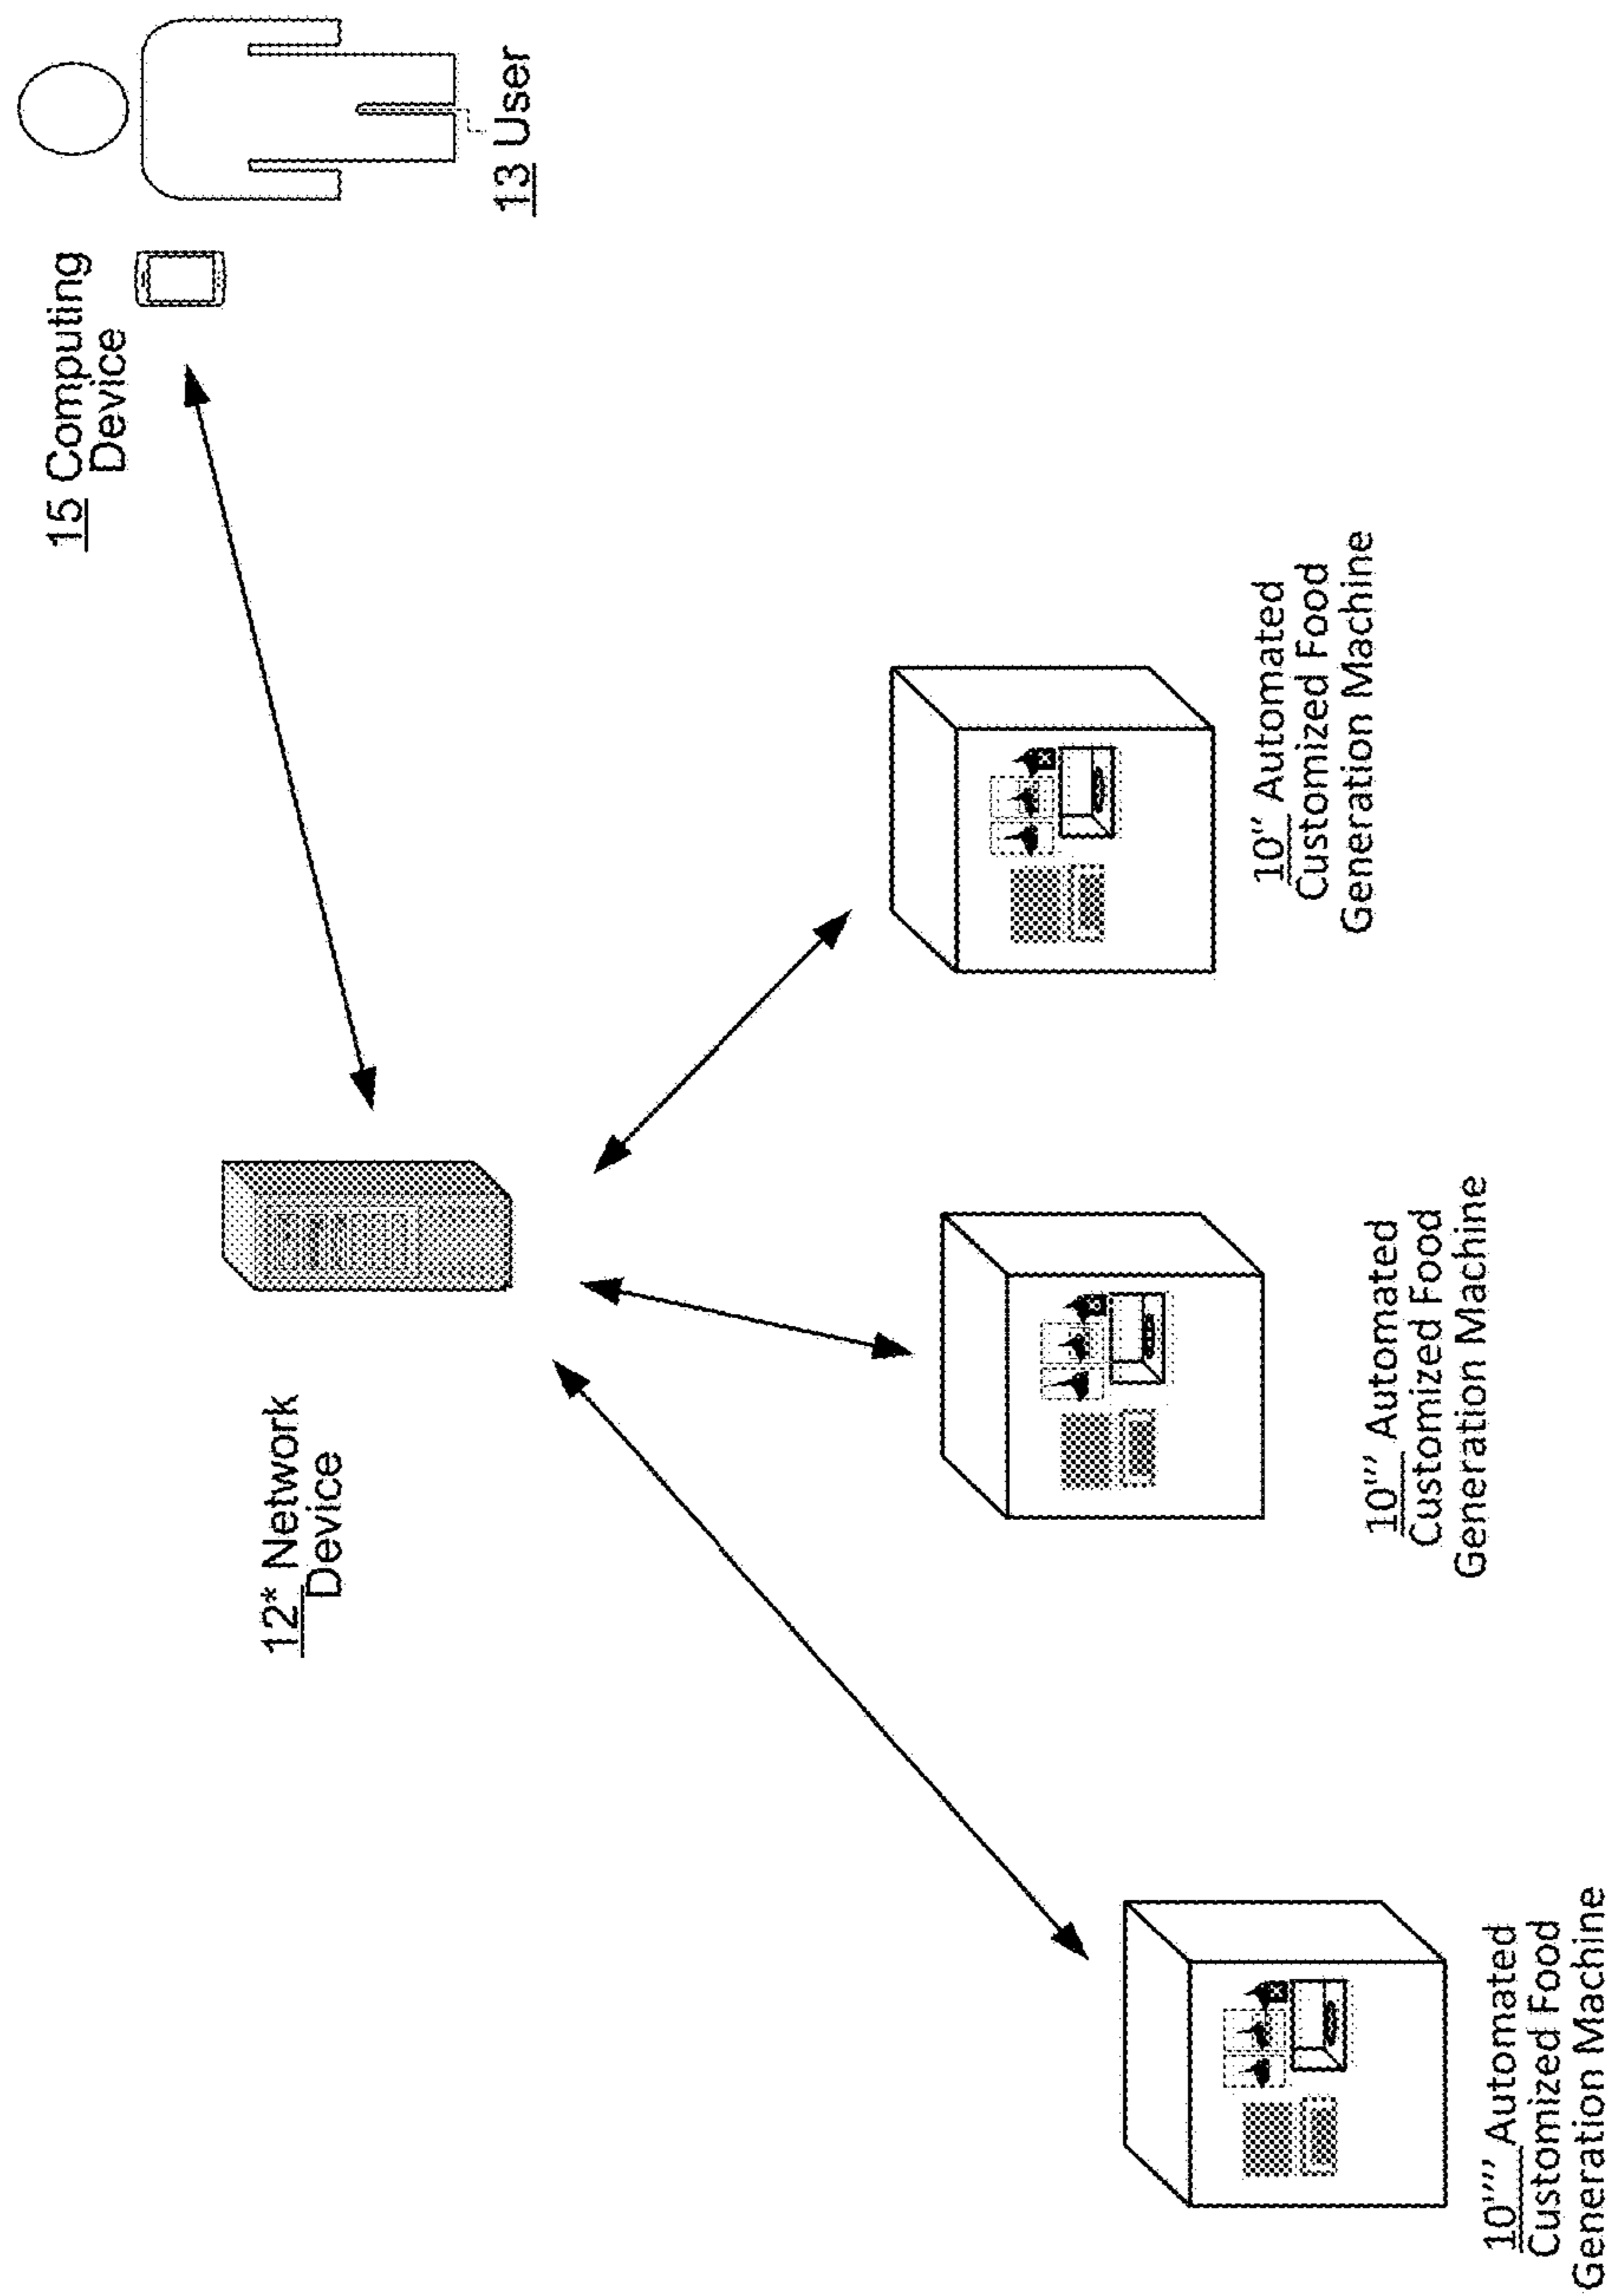 15 Computing
Device
13 User
12* Network
Device
10'' Automated
Customized Food
Generation Machine
10''' Automated
Customized Food
Generation Machine
10'''' Automated
Customized Food
Generation Machine